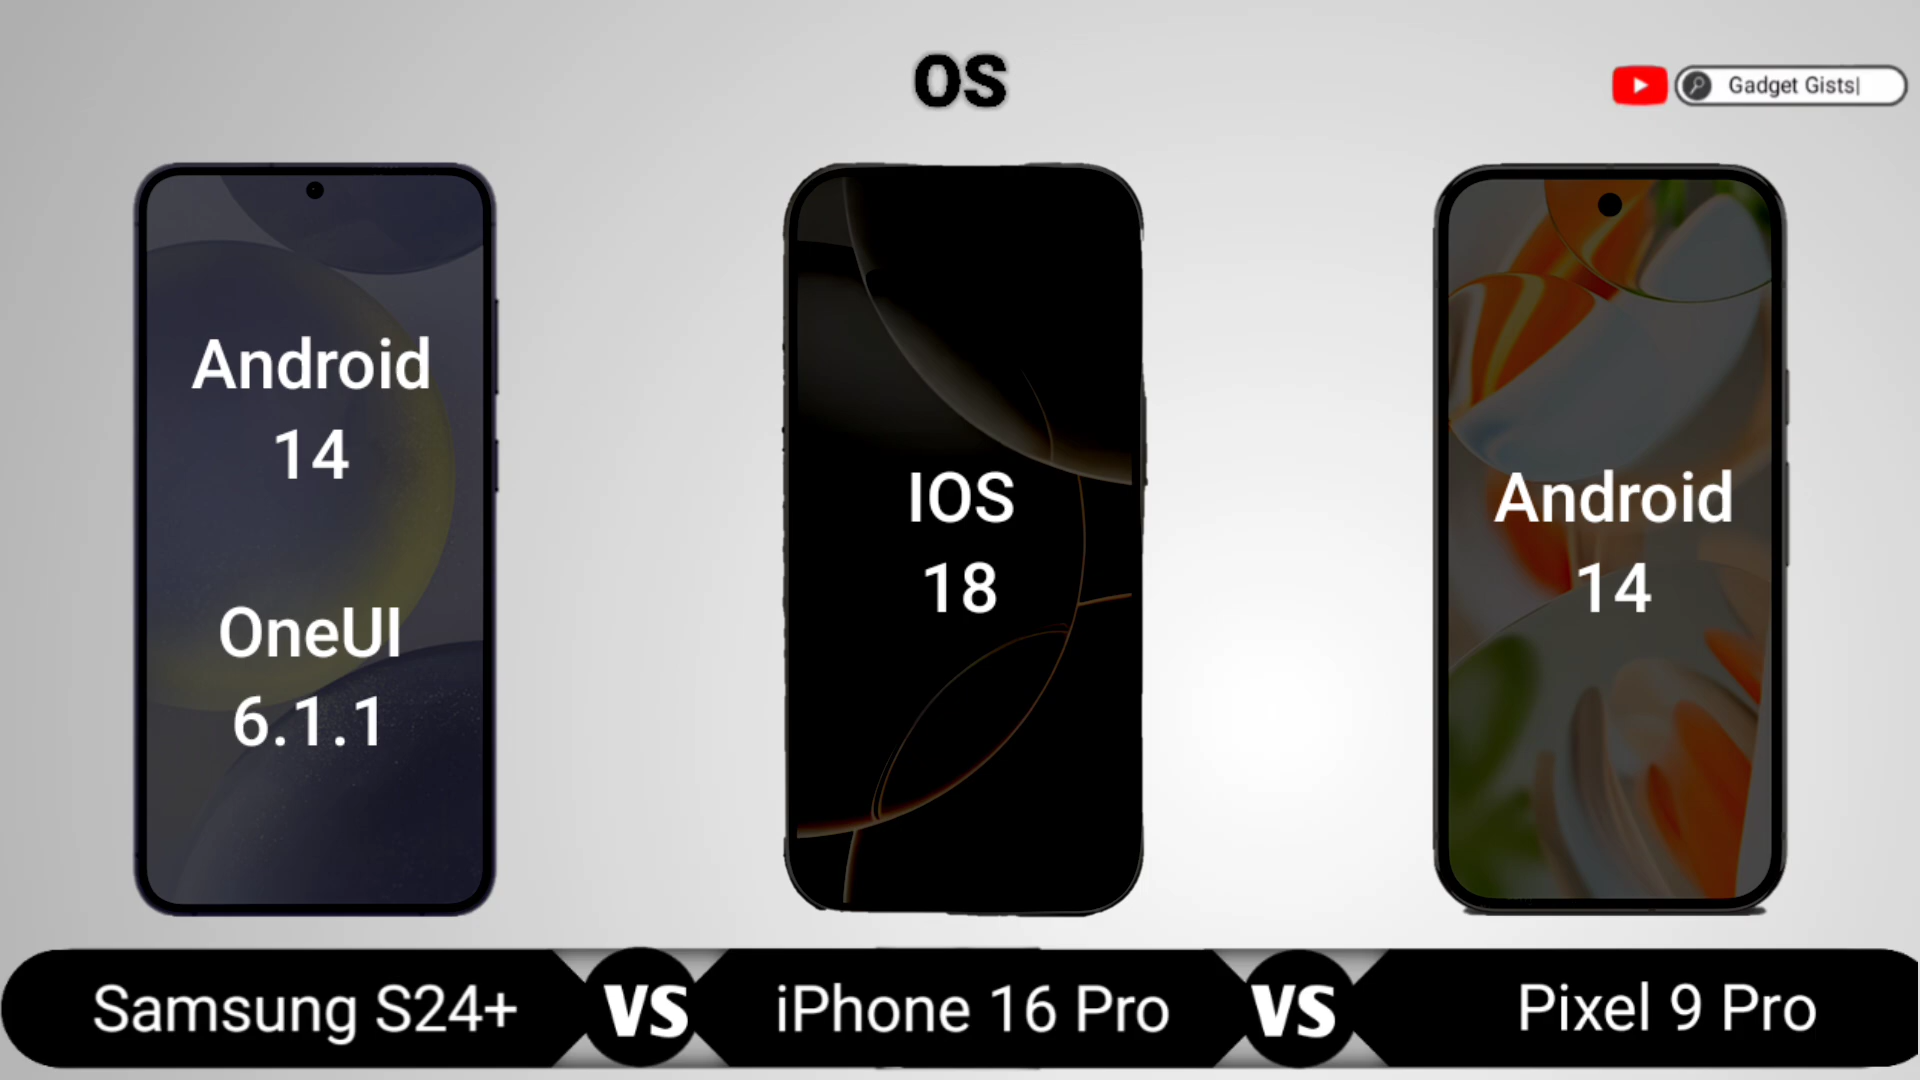 OS
Gadget Gists|
Android
14
OneUI
6.1.1
IOS
18
Android
14
Samsung S24+
VS
iPhone 16 Pro
VS
Pixel 9 Pro